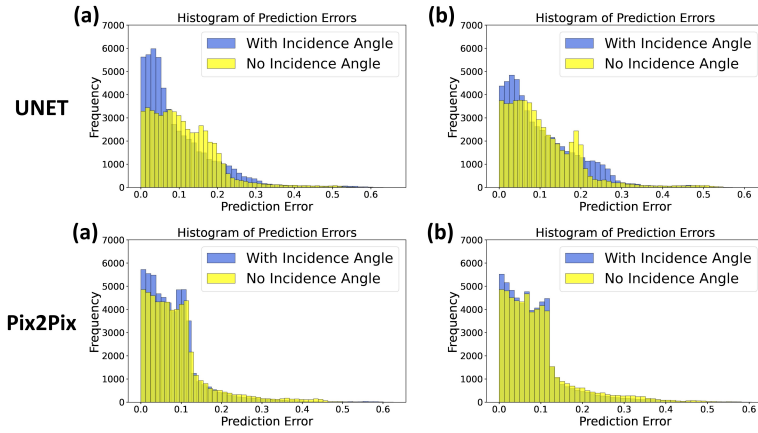 (a)
Histogram of Prediction Errors
7000
6000
5000
4000
3000
2000
1000
0
Frequency
With Incidence Angle
No Incidence Angle
0.0 0.1 0.2 0.3 0.4 0.5 0.6
Prediction Error
(b)
Histogram of Prediction Errors
7000
6000
5000
4000
3000
2000
1000
0
Frequency
With Incidence Angle
No Incidence Angle
0.0 0.1 0.2 0.3 0.4 0.5 0.6
Prediction Error
UNET
(a)
Histogram of Prediction Errors
7000
6000
5000
4000
3000
2000
1000
0
Frequency
With Incidence Angle
No Incidence Angle
0.0 0.1 0.2 0.3 0.4 0.5 0.6
Prediction Error
(b)
Histogram of Prediction Errors
7000
6000
5000
4000
3000
2000
1000
0
Frequency
With Incidence Angle
No Incidence Angle
0.0 0.1 0.2 0.3 0.4 0.5 0.6
Prediction Error
Pix2Pix